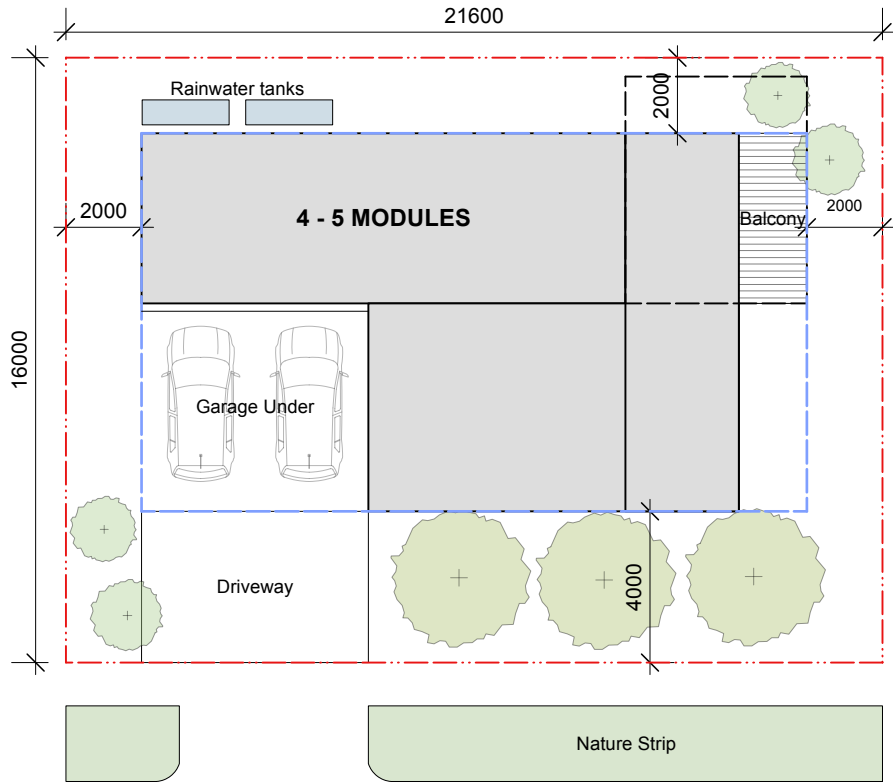 21600
Rainwater tanks
2000
2000
4 - 5 MODULES
Balcony
2000
16000
Garage Under
Driveway
4000
Nature Strip